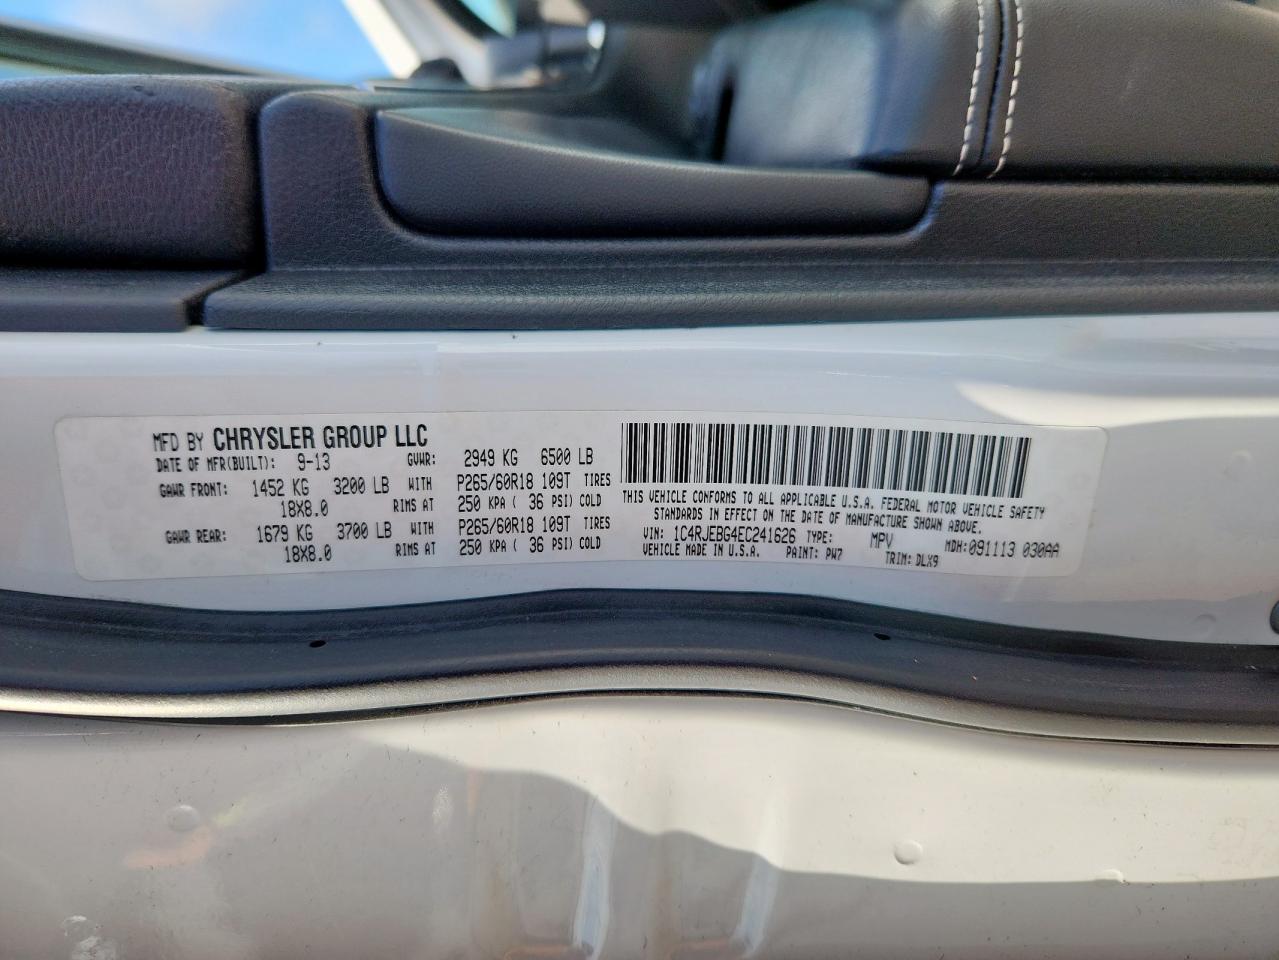 MFD BY CHRYSLER GROUP LLC
DATE OF MFR(BUILT): 9-13 GVWR: 2949 KG 6500 LB
GAWR FRONT: 1452 KG 3200 LB WITH P265/60R18 109T TIRES
18X8.0 RIMS AT 250 KPA ( 36 PSI) COLD
GAWR REAR: 1679 KG 3700 LB WITH P265/60R18 109T TIRES
18X8.0 RIMS AT 250 KPA ( 36 PSI) COLD
THIS VEHICLE CONFORMS TO ALL APPLICABLE U.S.A. FEDERAL MOTOR VEHICLE SAFETY
STANDARDS IN EFFECT ON THE DATE OF MANUFACTURE SHOWN ABOVE.
VIN: 1C4RJEBG4EC241626 TYPE: MPV MDH:091113 030AA
VEHICLE MADE IN U.S.A. PAINT: PW7 TRIM: DLX9